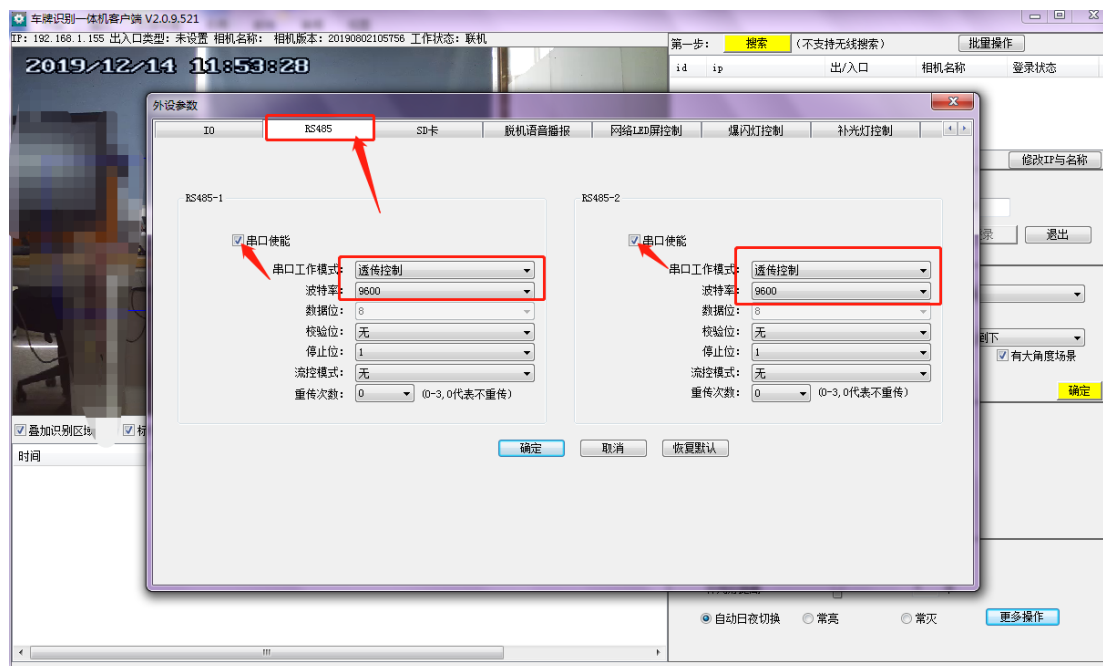 车牌识别一体机客户端 V2.0.9.521
IP: 192.168.1.155 出入口类型: 未设置 相机名称: 相机版本: 20190802105756 工作状态: 联机
第一步: 搜索 (不支持无线搜索) 批量操作
2019/12/14 11:53:28
id ip 出/入口 相机名称 登录状态
外设参数
IO RS485 SD卡 脱机语音播报 网络LED屏控制 爆闪灯控制 补光灯控制
修改IP与名称
RS485-1 RS485-2
录 退出
串口使能 串口使能
串口工作模式: 透传控制 串口工作模式: 透传控制
波特率: 9600 波特率: 9600
数据位: 8 数据位: 8
校验位: 无 校验位: 无
到下
停止位: 1 停止位: 1
有大角度场景
流控模式: 无 流控模式: 无
重传次数: 0 (0-3,0代表不重传) 重传次数: 0 (0-3,0代表不重传)
确定
叠加识别区域 标
确定 取消 恢复默认
时间
自动日夜切换 常亮 常灭 更多操作